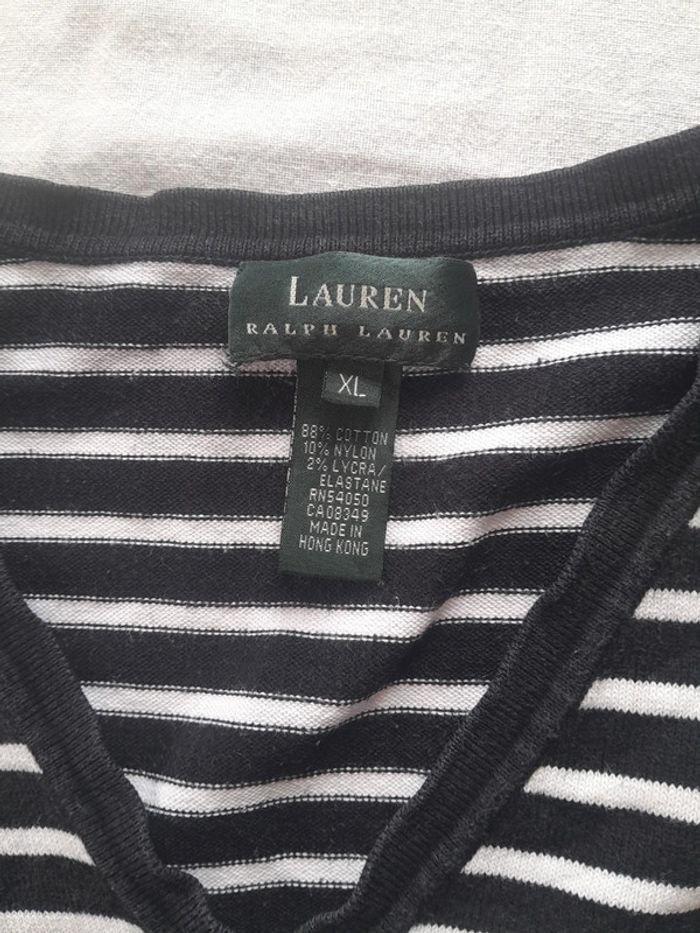 LAUREN
RALPH LAUREN
XL
88% COTTON
10% NYLON
2% LYCRA/
ELASTANE
RN54050
CA08349
MADE IN
HONG KONG